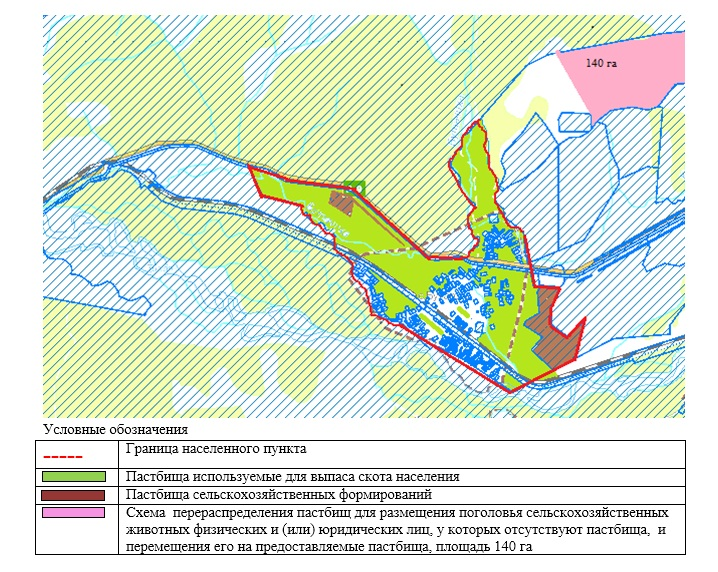 140 га
Условные обозначения
Граница населенного пункта
Пастбища используемые для выпаса скота населения
Пастбища сельскохозяйственных формирований
Схема перераспределения пастбищ для размещения поголовья сельскохозяйственных
животных физических и (или) юридических лиц, у которых отсутствуют пастбища, и
перемещения его на предоставляемые пастбища, площадь 140 га